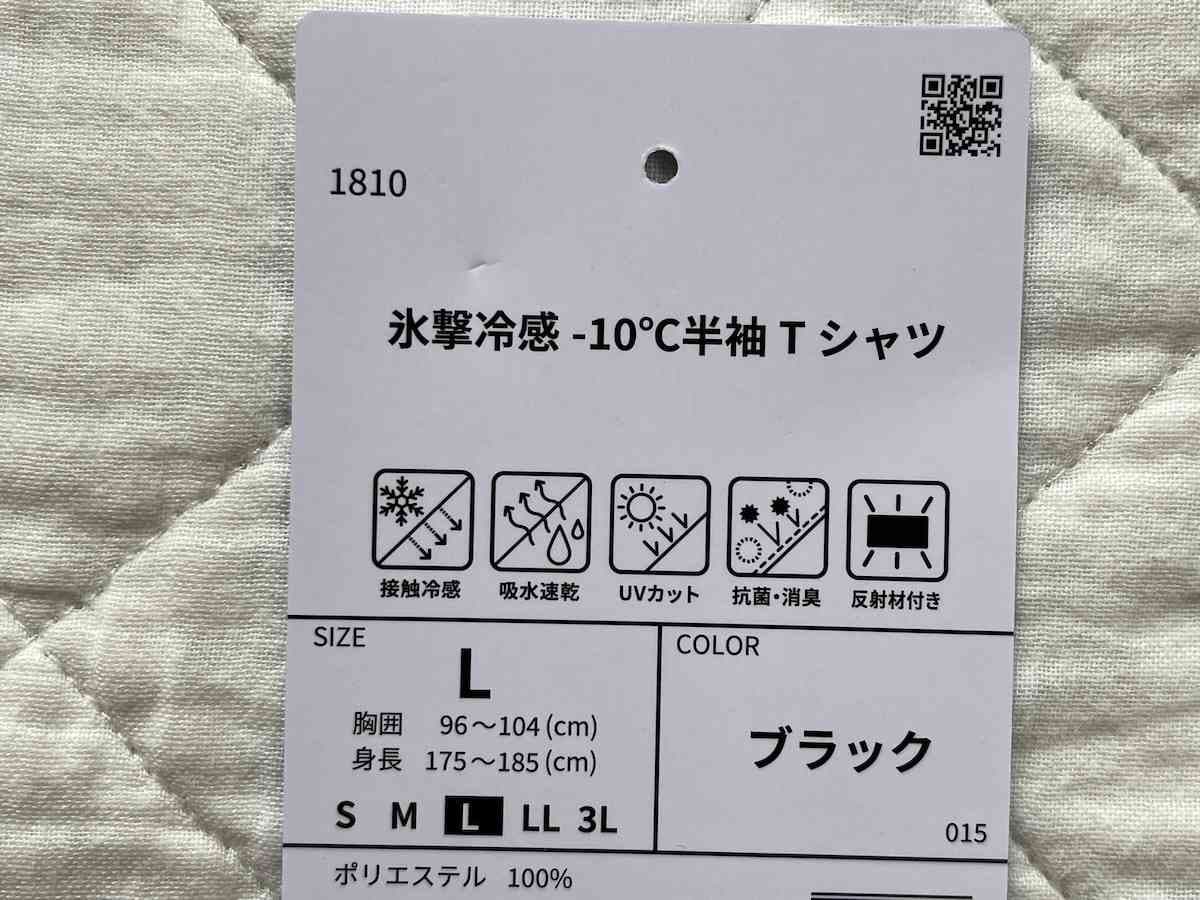 1810
氷撃冷感 -10℃半袖 T シャツ
接触冷感 吸水速乾 UVカット 抗菌・消臭 反射材付き
SIZE
L
胸囲 96～104 (cm)
身長 175～185 (cm)
S M L LL 3L
COLOR
ブラック
015
ポリエステル 100%